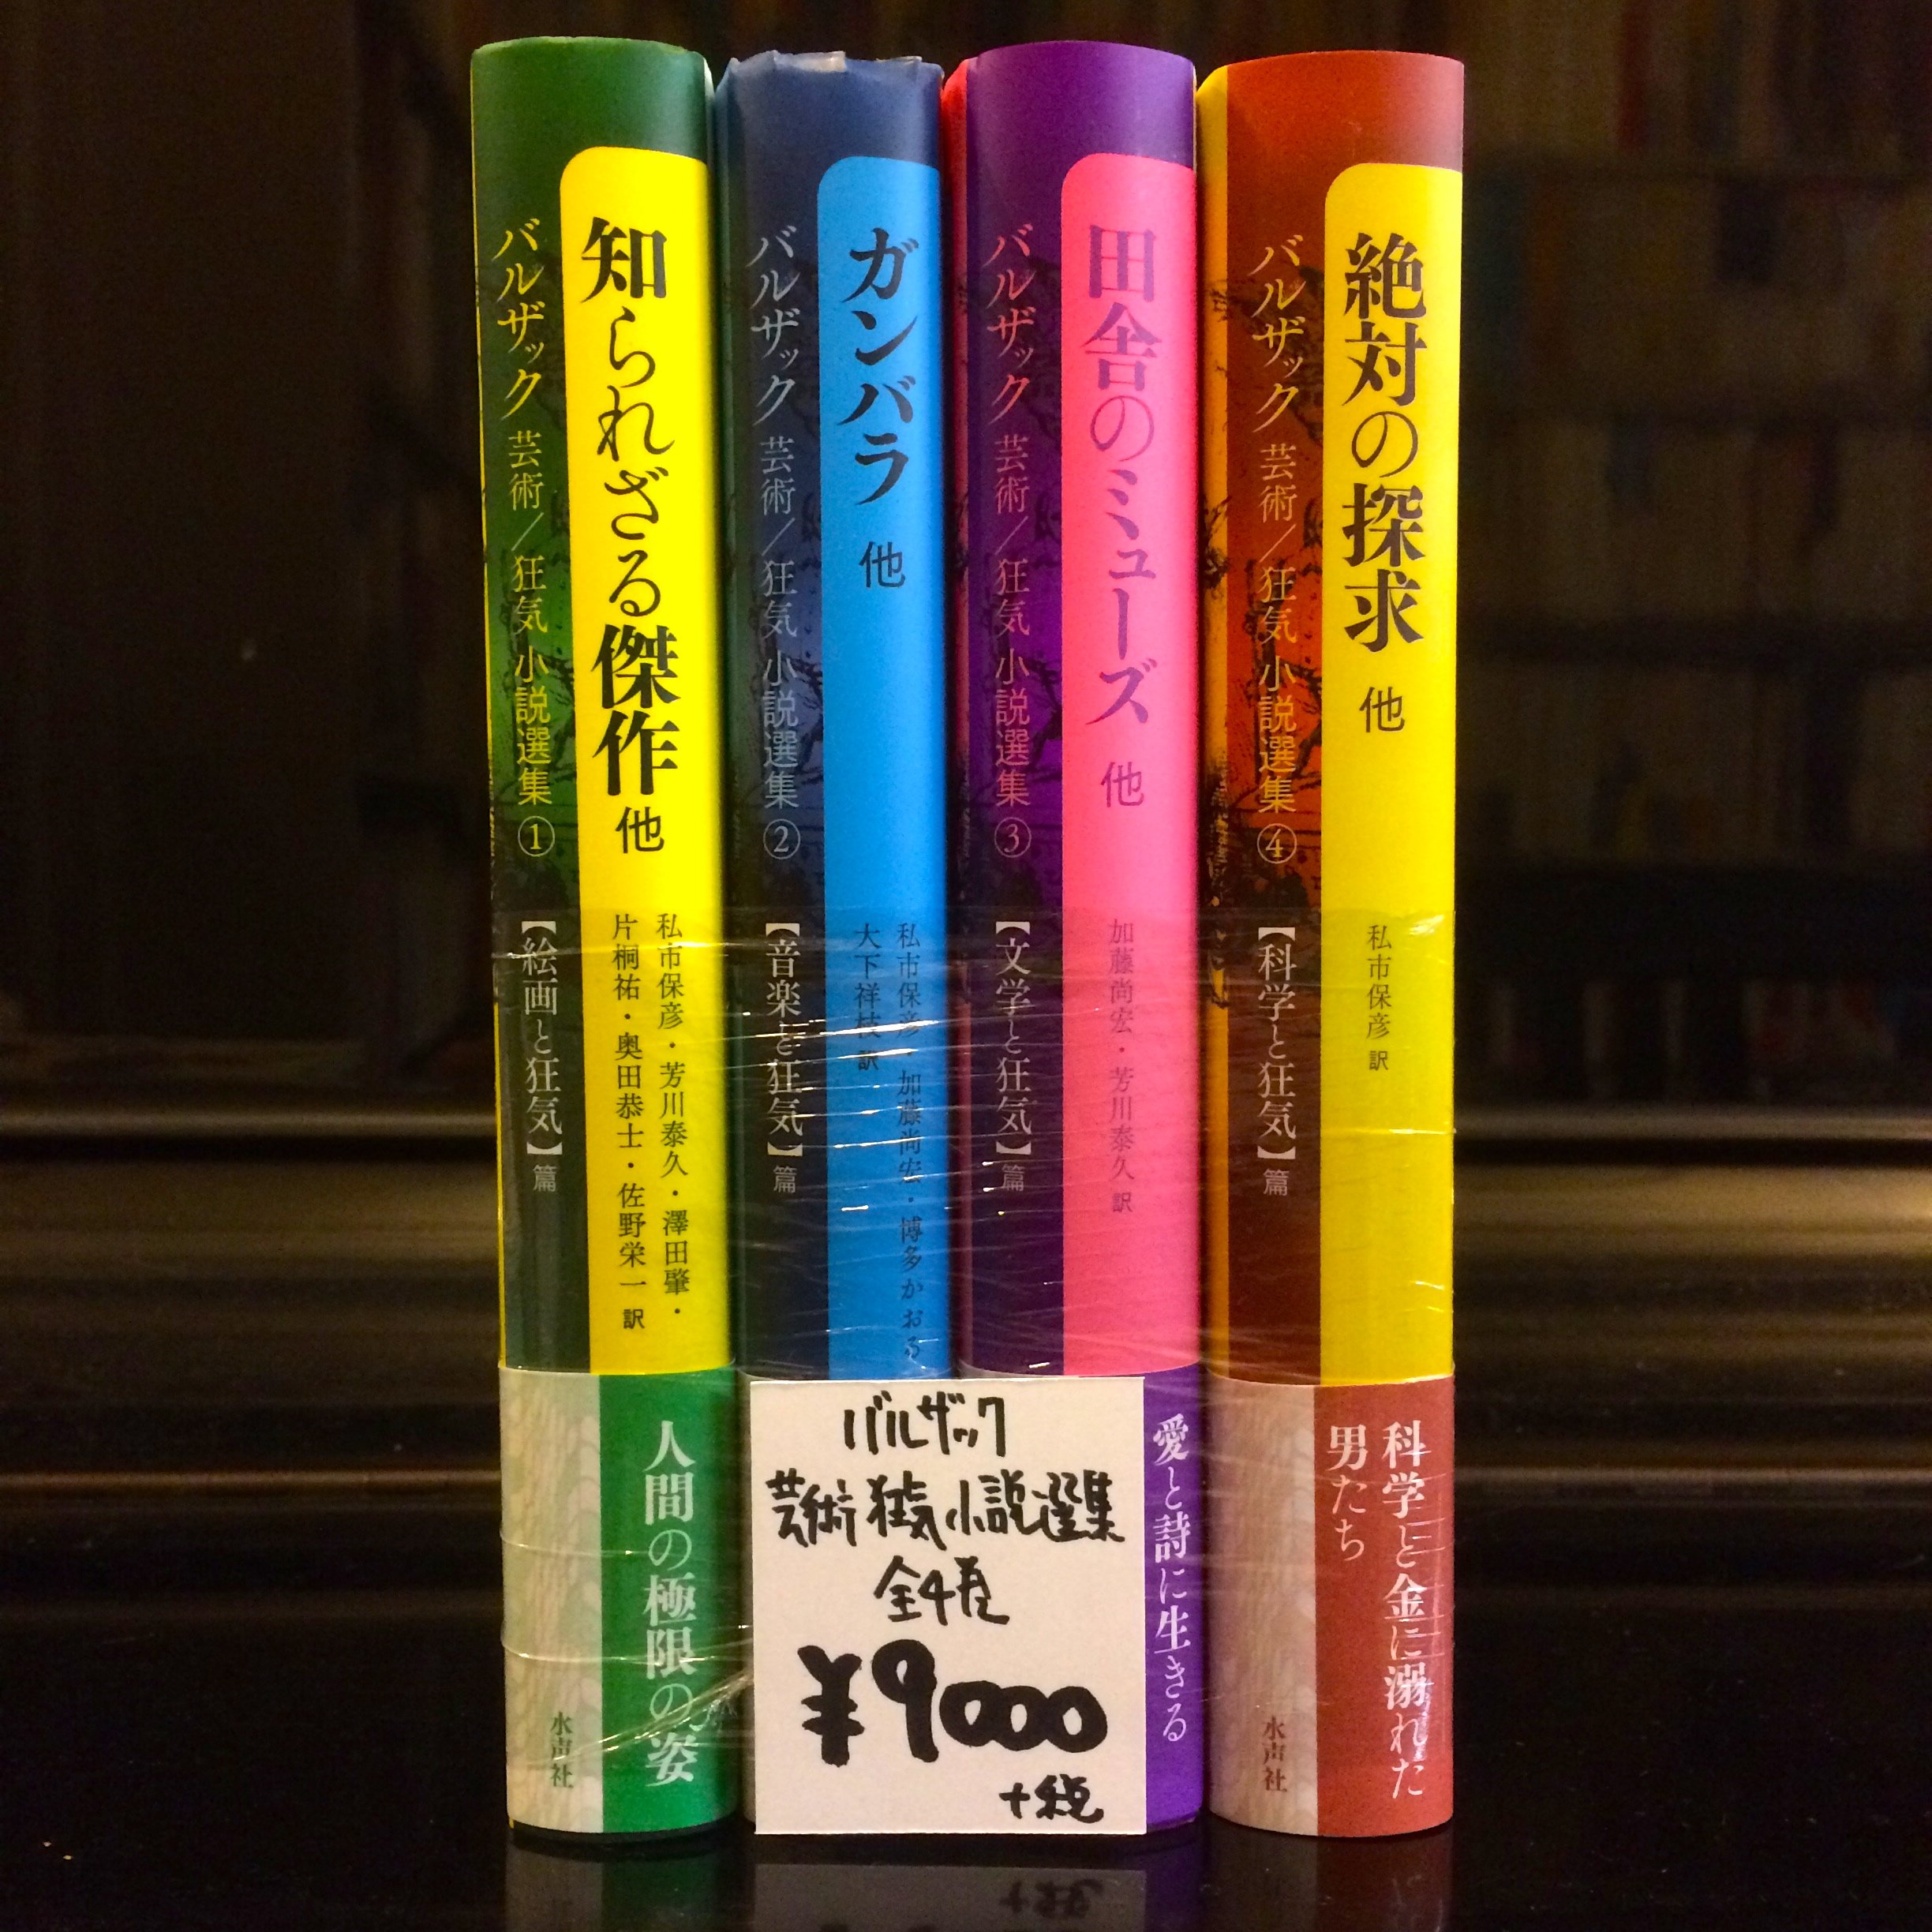 バルザック 芸術/狂気 小説選集①
【絵画と狂気】篇
知られざる傑作 他
私市保彦・芳川泰久・澤田肇・
片桐祐・奥田恭士・佐野栄一 訳
人間の極限の姿
水声社
バルザック 芸術/狂気 小説選集②
【音楽と狂気】篇
ガンバラ 他
私市保彦・加藤尚宏・博多かおる
大下祥枝 訳
バルザック 芸術/狂気 小説選集③
【文学と狂気】篇
田舎のミューズ 他
加藤尚宏・芳川泰久 訳
愛と詩に生きる
バルザック 芸術/狂気 小説選集④
【科学と狂気】篇
絶対の探求 他
私市保彦 訳
科学と金に溺れた
男たち
水声社
バルザック
芸術 狂気 小説選集
全4巻
¥9000
+税